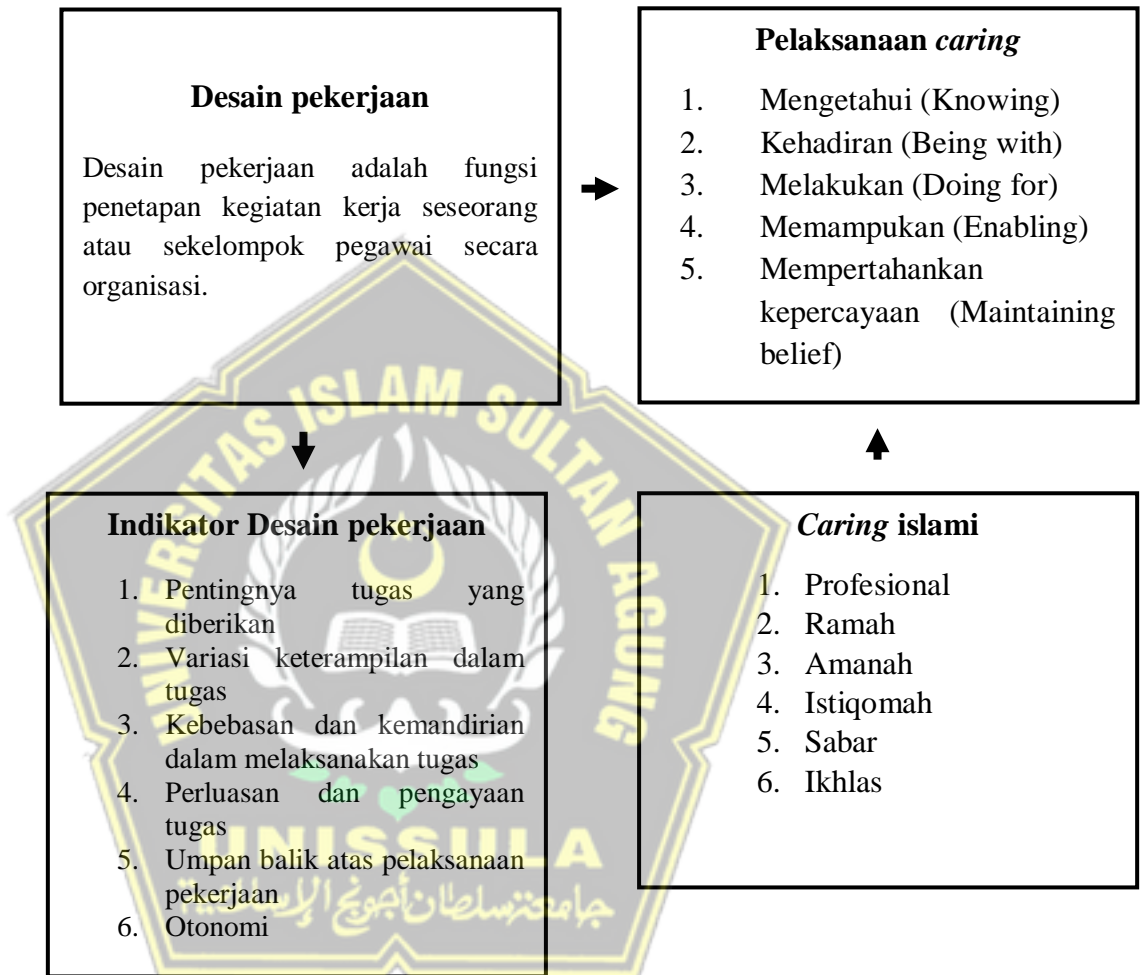 Desain pekerjaan
Desain pekerjaan adalah fungsi
penetapan kegiatan kerja seseorang
atau sekelompok pegawai secara
organisasi.
Pelaksanaan caring
1. Mengetahui (Knowing)
2. Kehadiran (Being with)
3. Melakukan (Doing for)
4. Memampukan (Enabling)
5. Mempertahankan
kepercayaan (Maintaining
belief)
Indikator Desain pekerjaan
1. Pentingnya tugas yang
diberikan
2. Variasi keterampilan dalam
tugas
3. Kebebasan dan kemandirian
dalam melaksanakan tugas
4. Perluasan dan pengayaan
tugas
5. Umpan balik atas pelaksanaan
pekerjaan
6. Otonomi
Caring islami
1. Profesional
2. Ramah
3. Amanah
4. Istiqomah
5. Sabar
6. Ikhlas
UNIVERSITAS ISLAM SULTAN AGUNG
UNISSULA
جامعة سلطان أجونج الإسلامية